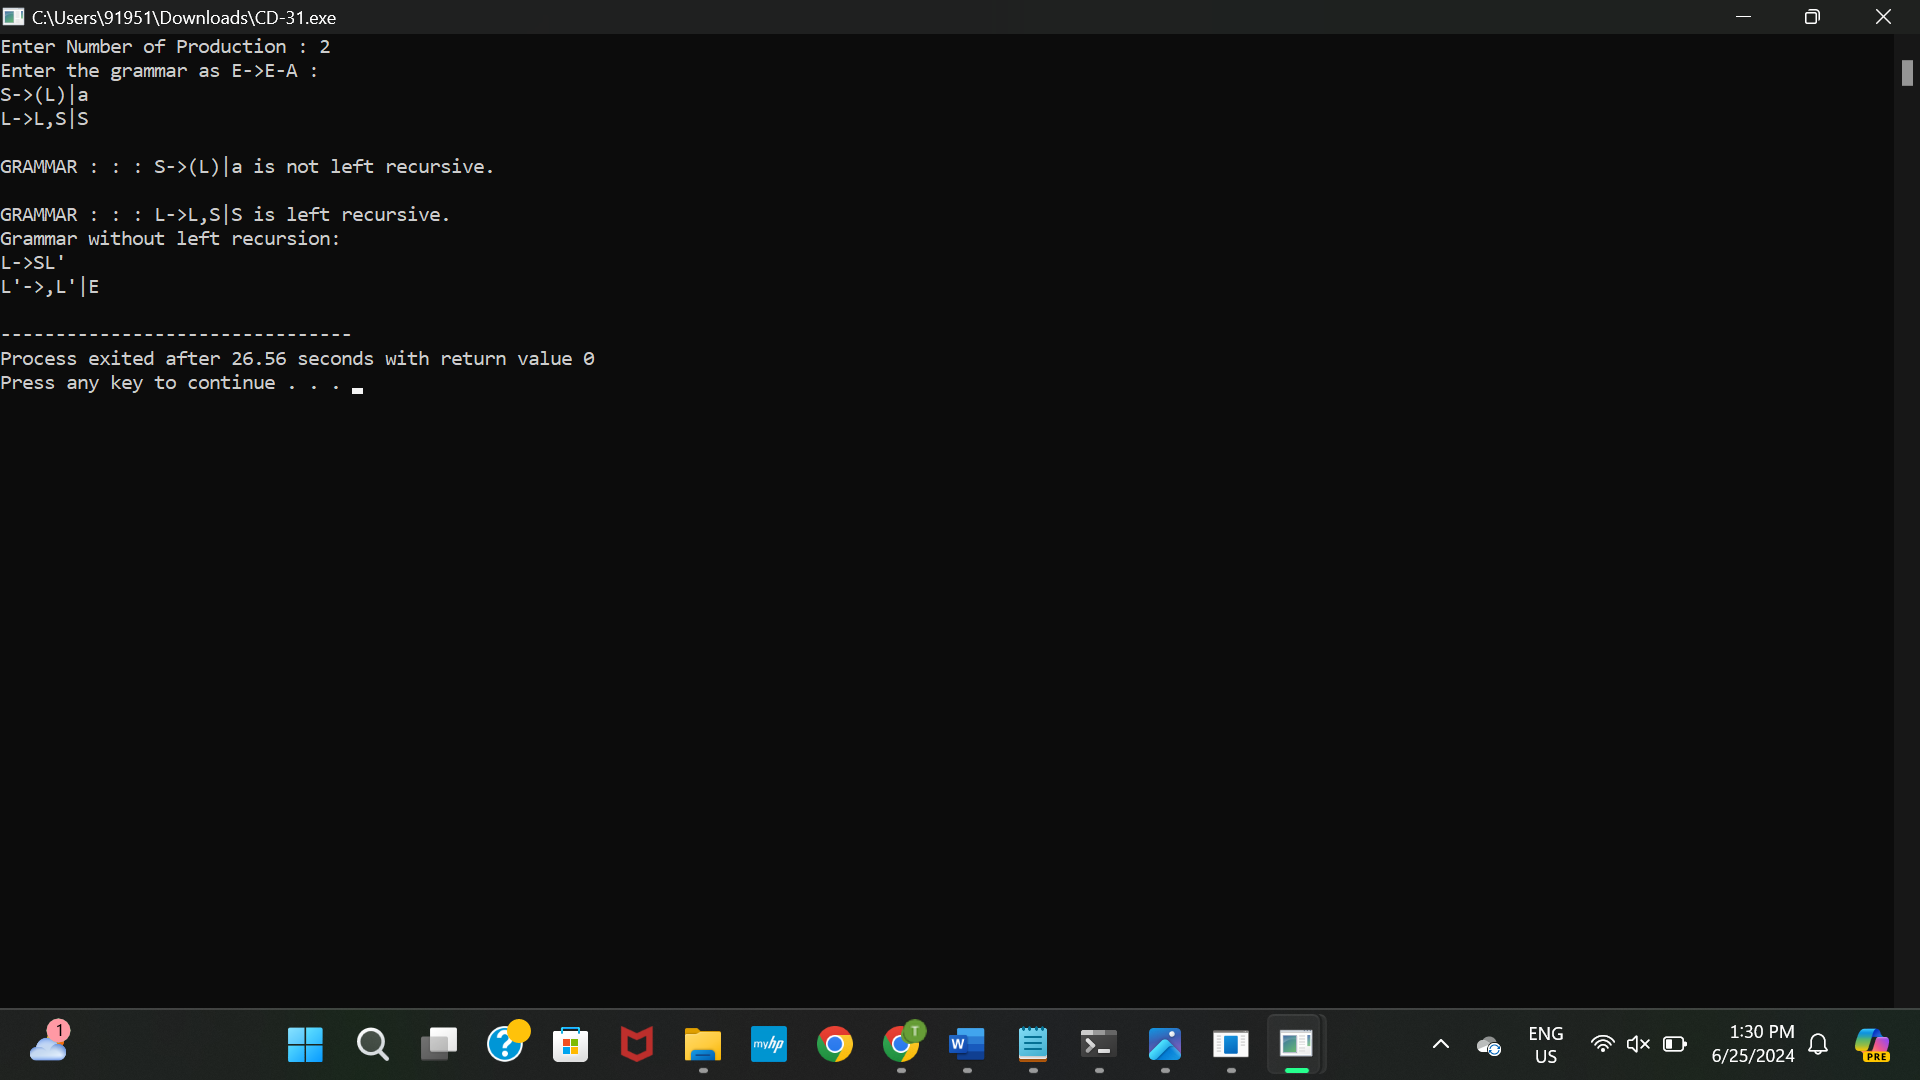 C:\Users\91951\Downloads\CD-31.exe
Enter Number of Production : 2
Enter the grammar as E->E-A :
S->(L)|a
L->L,S|S
GRAMMAR : : : S->(L)|a is not left recursive.
GRAMMAR : : : L->L,S|S is left recursive.
Grammar without left recursion:
L->SL'
L'->,L'|E
--------------------------------
Process exited after 26.56 seconds with return value 0
Press any key to continue . . .
1
myhp
T
W
ENG
US
1:30 PM
6/25/2024
PRE